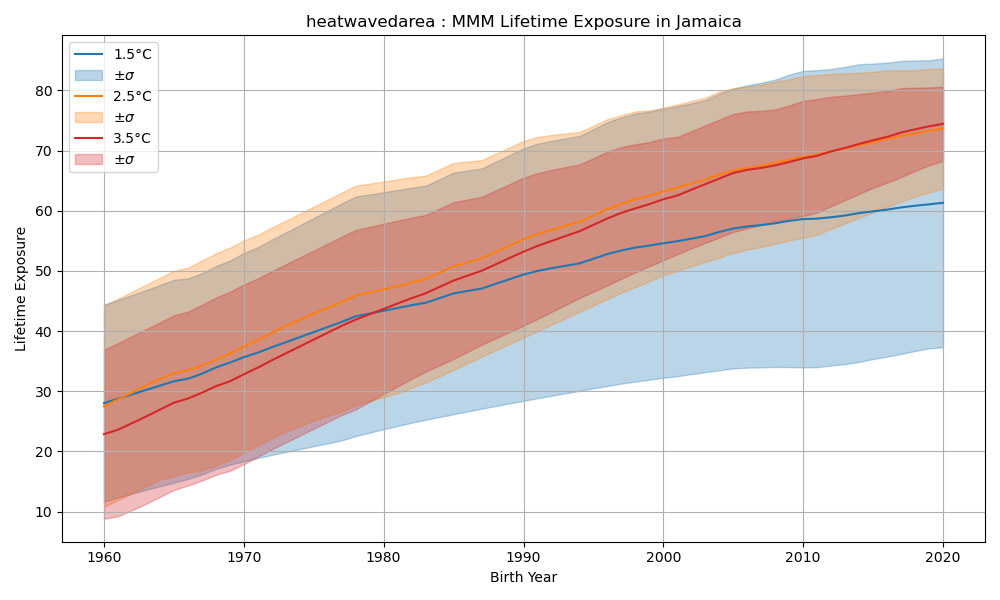 heatwavedarea : MMM Lifetime Exposure in Jamaica
1.5°C
±σ
2.5°C
±σ
3.5°C
±σ
Lifetime Exposure
80
70
60
50
40
30
20
10
1960 1970 1980 1990 2000 2010 2020
Birth Year